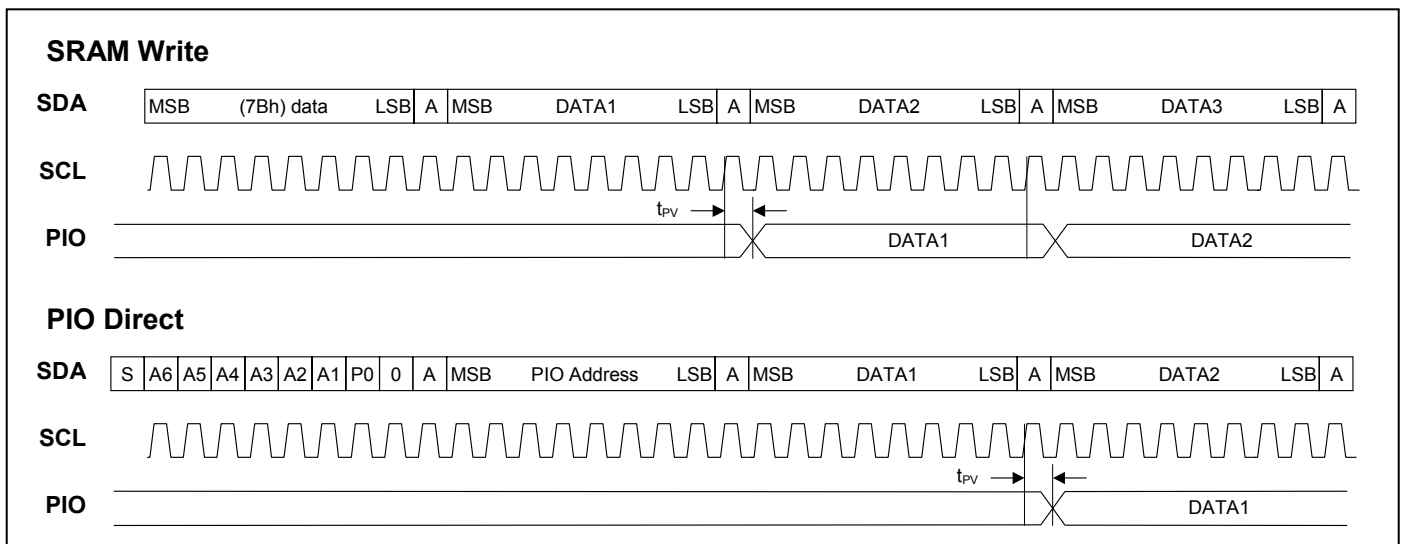 SRAM Write
SDA MSB (7Bh) data LSB A MSB DATA1 LSB A MSB DATA2 LSB A MSB DATA3 LSB A
SCL
tPV
PIO DATA1 DATA2
PIO Direct
SDA S A6 A5 A4 A3 A2 A1 P0 0 A MSB PIO Address LSB A MSB DATA1 LSB A MSB DATA2 LSB A
SCL
tPV
PIO DATA1